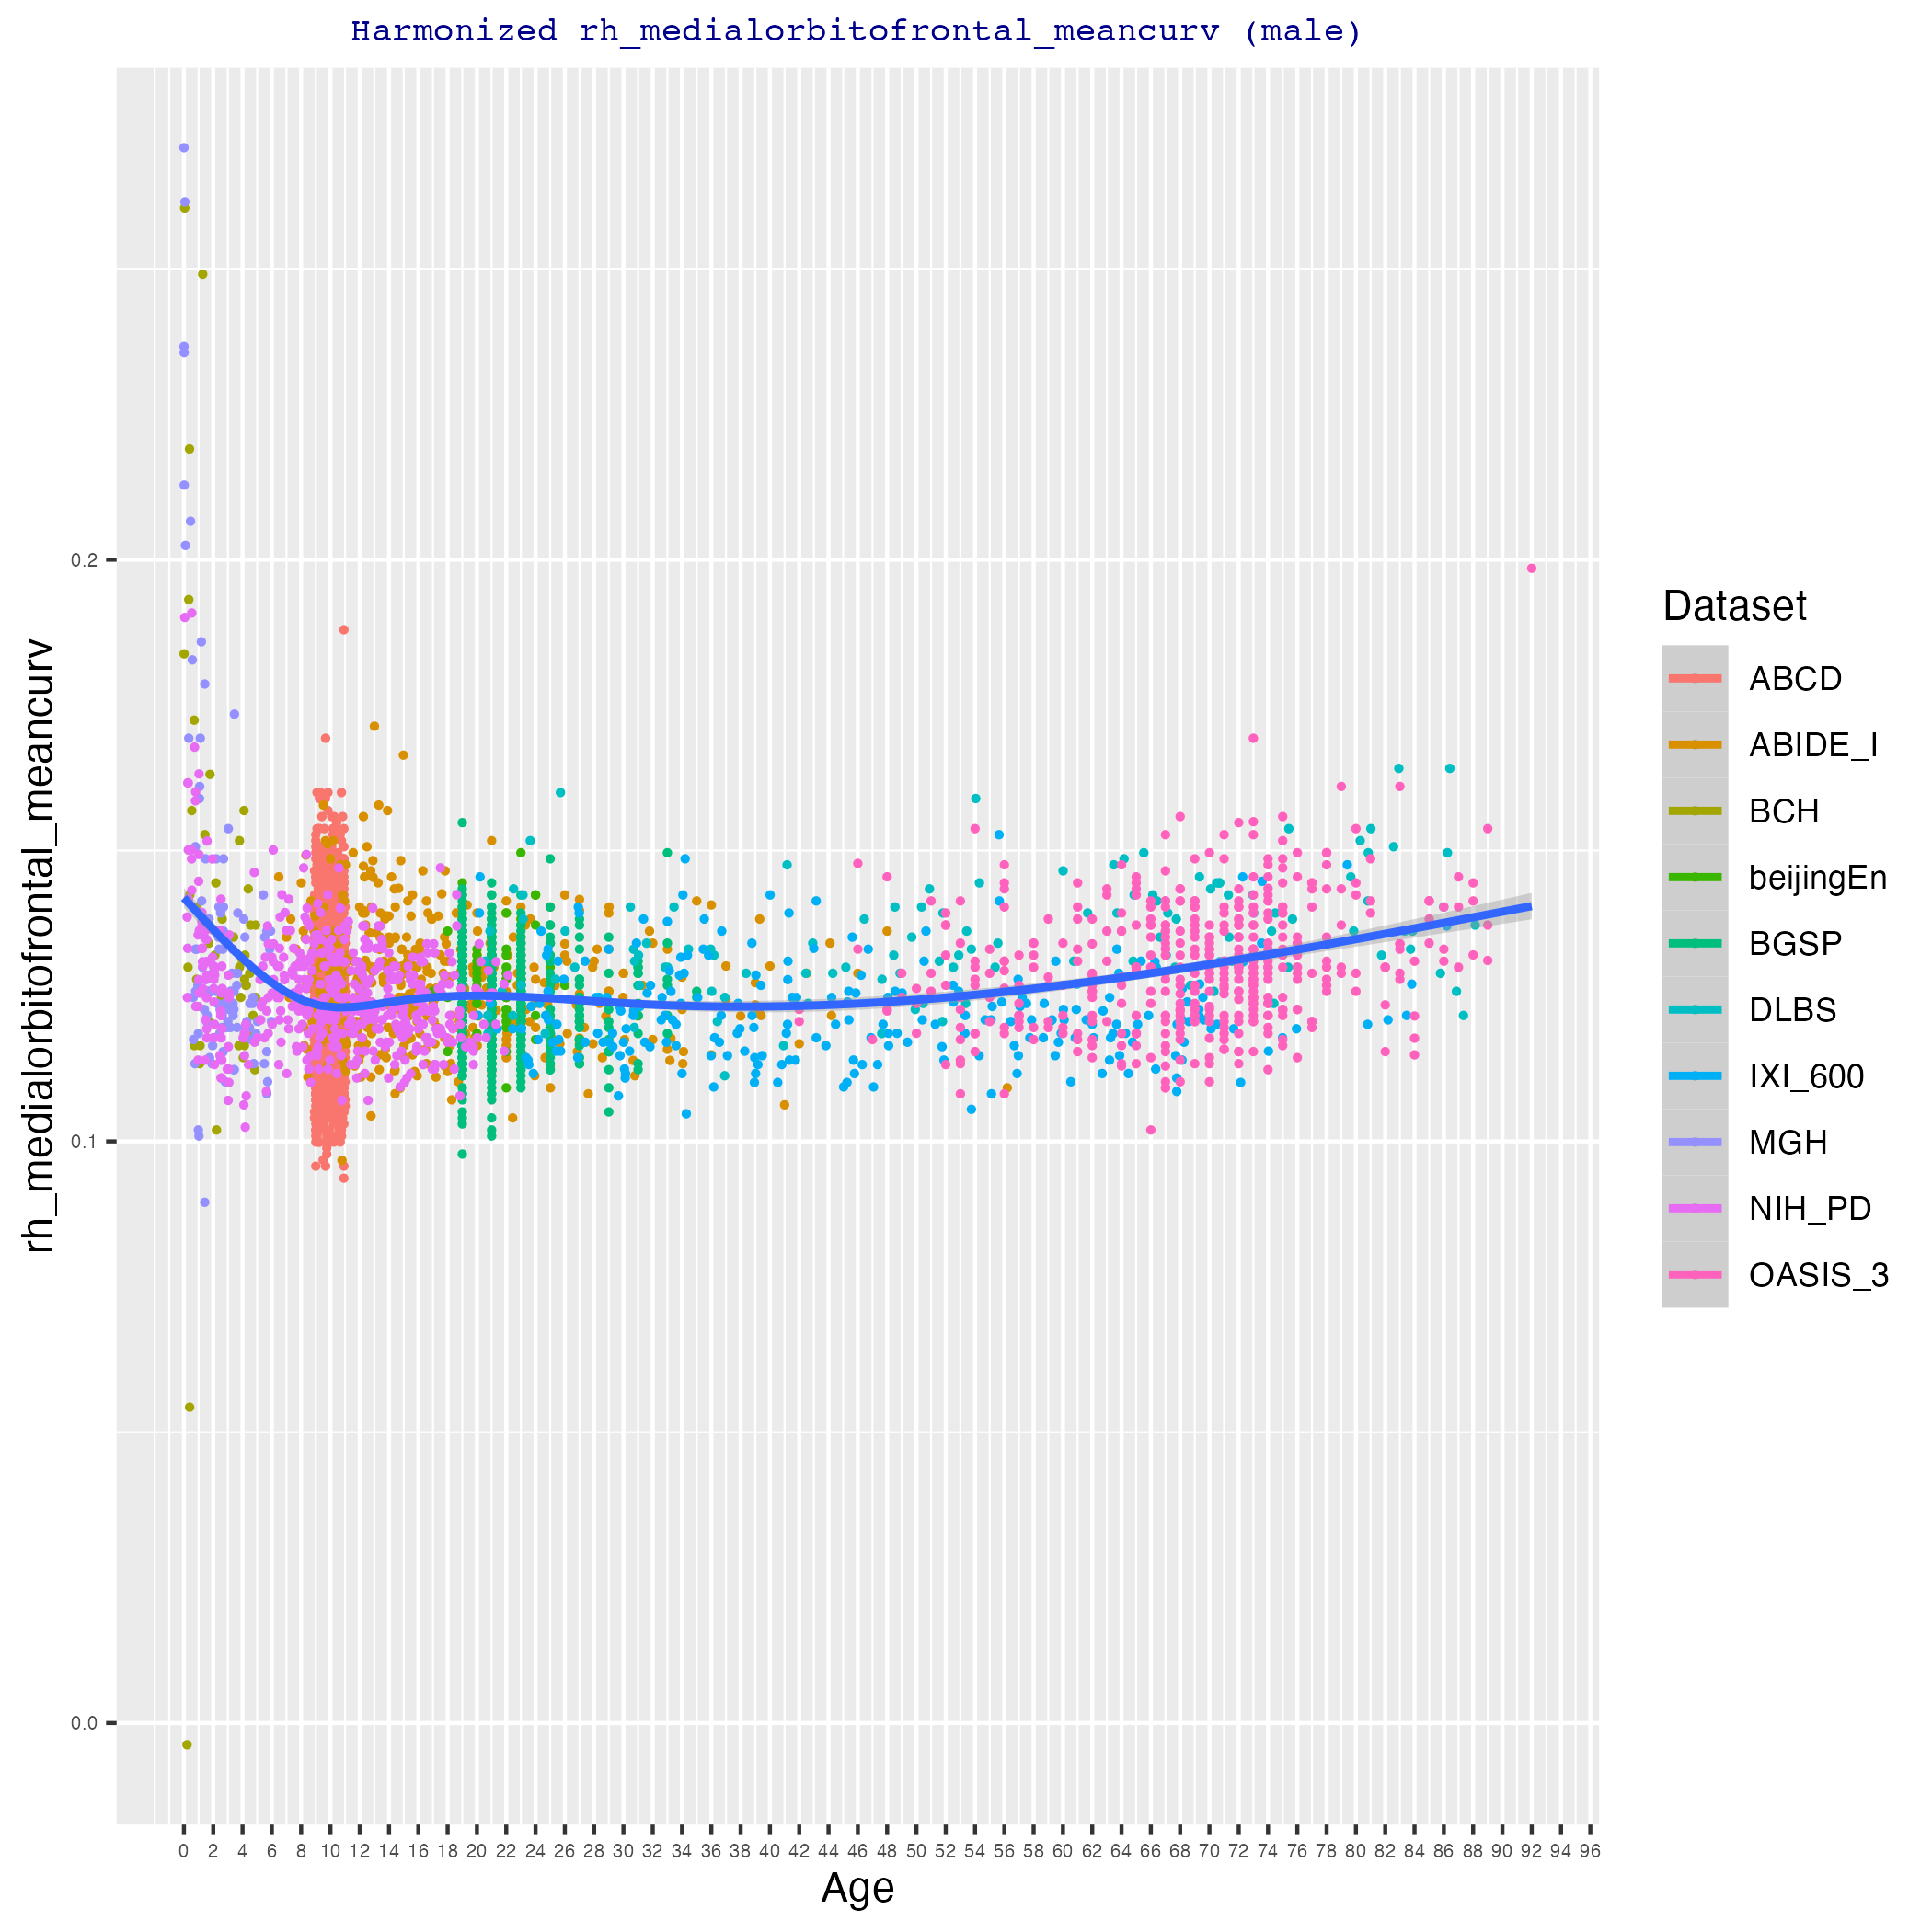 Harmonized rh_medialorbitofrontal_meancurv (male)
rh_medialorbitofrontal_meancurv
0.2
0.1
0.0
0 2 4 6 8 10 12 14 16 18 20 22 24 26 28 30 32 34 36 38 40 42 44 46 48 50 52 54 56 58 60 62 64 66 68 70 72 74 76 78 80 82 84 86 88 90 92 94 96
Age
Dataset
ABCD
ABIDE_I
BCH
beijingEn
BGSP
DLBS
IXI_600
MGH
NIH_PD
OASIS_3